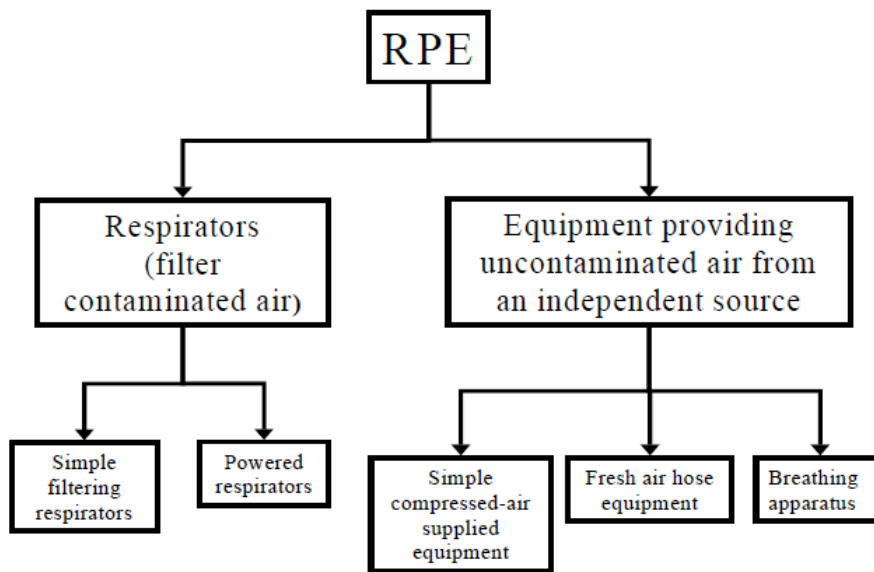 RPE
Respirators
(filter
contaminated air)
Equipment providing
uncontaminated air from
an independent source
Simple
filtering
respirators
Powered
respirators
Simple
compressed-air
supplied
equipment
Fresh air hose
equipment
Breathing
apparatus